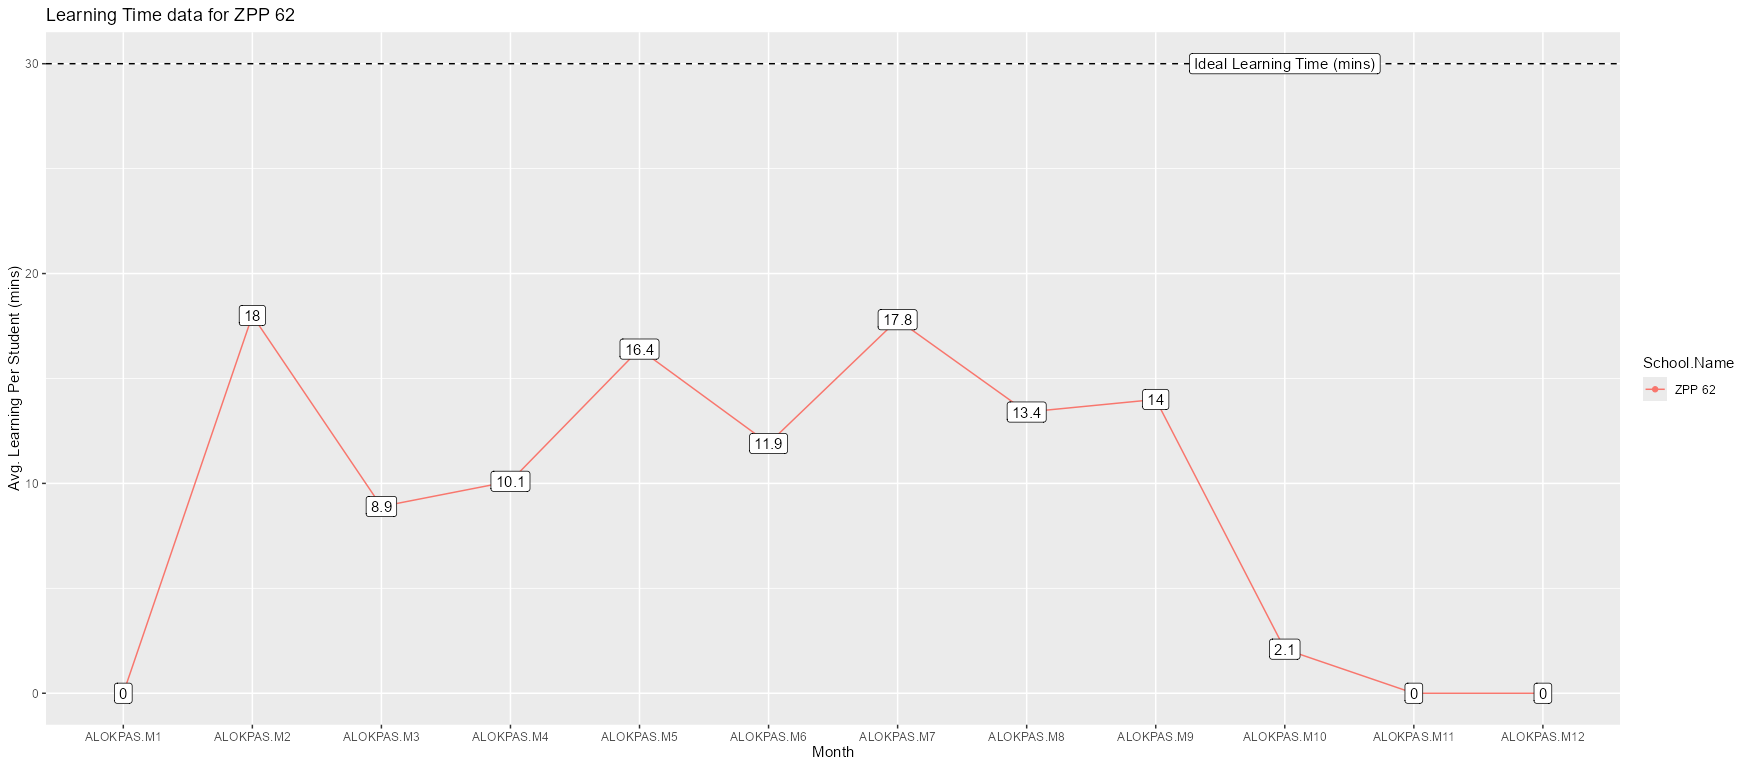 Learning Time data for ZPP 62
Avg. Learning Per Student (mins)
30
20
10
0
Ideal Learning Time (mins)
0
18
8.9
10.1
16.4
11.9
17.8
13.4
14
2.1
0
0
ALOKPAS.M1 ALOKPAS.M2 ALOKPAS.M3 ALOKPAS.M4 ALOKPAS.M5 ALOKPAS.M6 ALOKPAS.M7 ALOKPAS.M8 ALOKPAS.M9 ALOKPAS.M10 ALOKPAS.M11 ALOKPAS.M12
Month
School.Name
ZPP 62